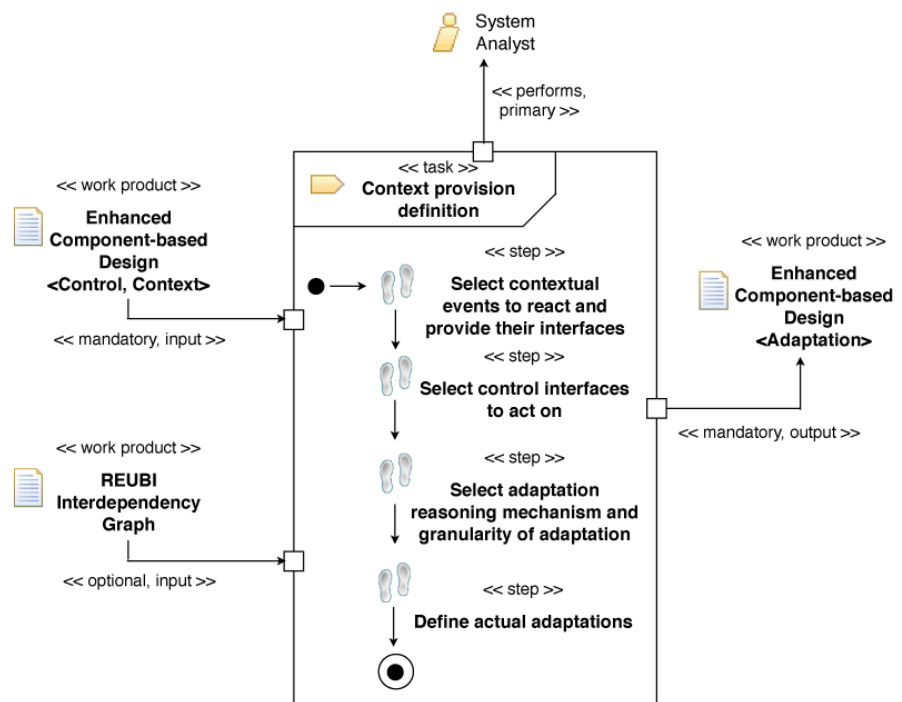 System
Analyst
<< performs,
primary >>
<< task >>
Context provision
definition
<< work product >>
Enhanced
Component-based
Design
<Control, Context>
<< mandatory, input >>
<< work product >>
REUBI
Interdependency
Graph
<< optional, input >>
<< step >>
Select contextual
events to react and
provide their interfaces
<< step >>
Select control interfaces
to act on
<< step >>
Select adaptation
reasoning mechanism and
granularity of adaptation
<< step >>
Define actual adaptations
<< work product >>
Enhanced
Component-based
Design
<Adaptation>
<< mandatory, output >>